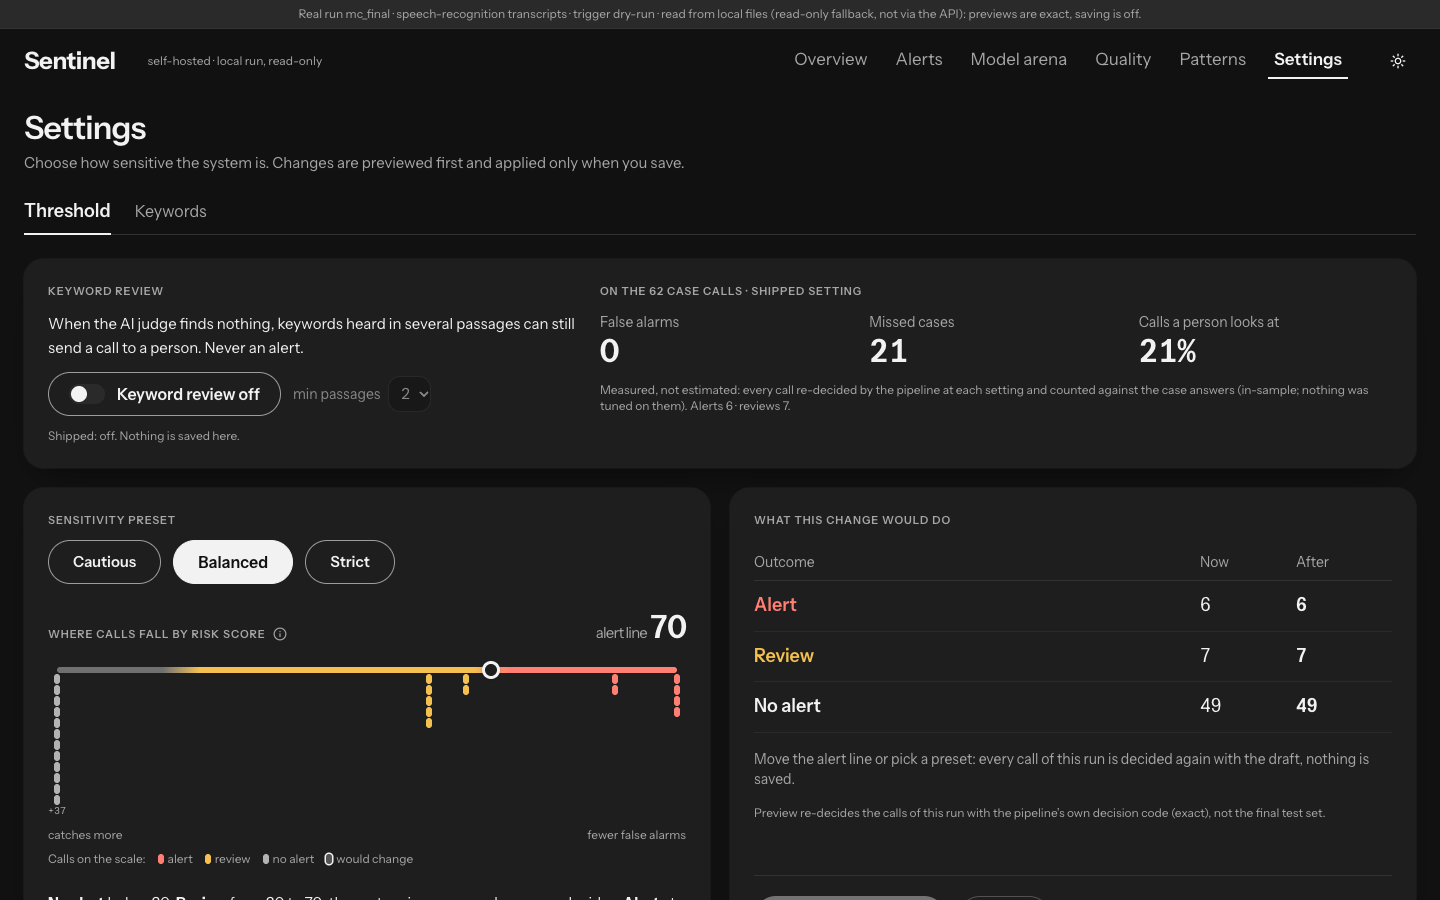 Real run mc_final · speech-recognition transcripts · trigger dry-run · read from local files (read-only fallback, not via the API): previews are exact, saving is off.
Sentinel
self-hosted · local run, read-only
Overview
Alerts
Model arena
Quality
Patterns
Settings
Settings
Choose how sensitive the system is. Changes are previewed first and applied only when you save.
Threshold
Keywords
KEYWORD REVIEW
When the AI judge finds nothing, keywords heard in several passages can still
send a call to a person. Never an alert.
Keyword review off
min passages
2
Shipped: off. Nothing is saved here.
ON THE 62 CASE CALLS · SHIPPED SETTING
False alarms
0
Missed cases
21
Calls a person looks at
21%
Measured, not estimated: every call re-decided by the pipeline at each setting and counted against the case answers (in-sample; nothing was
tuned on them). Alerts 6 · reviews 7.
SENSITIVITY PRESET
Cautious
Balanced
Strict
WHERE CALLS FALL BY RISK SCORE
alert line 70
+37
catches more
fewer false alarms
Calls on the scale:
alert
review
no alert
would change
WHAT THIS CHANGE WOULD DO
Outcome Now After
Alert 6 6
Review 7 7
No alert 49 49
Move the alert line or pick a preset: every call of this run is decided again with the draft, nothing is
saved.
Preview re-decides the calls of this run with the pipeline's own decision code (exact), not the final test set.